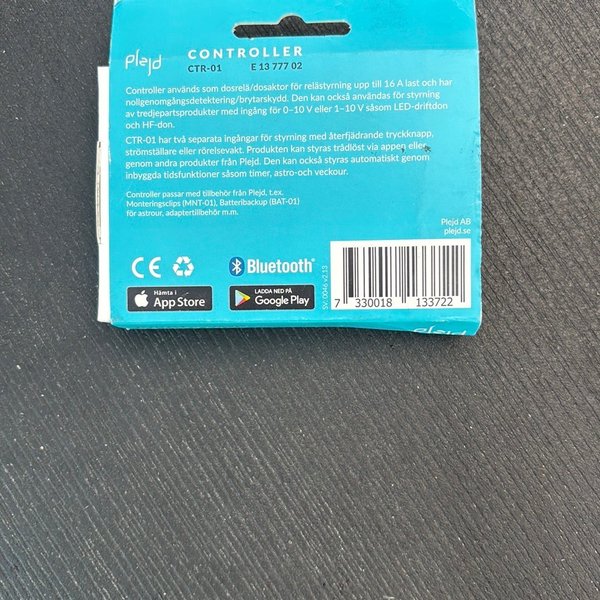 Plejd
CONTROLLER
CTR-01 E 13 777 02
Controller används som dosrelä/dosaktor för relästyrning upp till 16 A last och har
nollgenomgångsdetektering/brytarskydd. Den kan också användas för styrning
av tredjepartsprodukter med ingång för 0–10 V eller 1–10 V såsom LED-driftdon
och HF-don.
CTR-01 har två separata ingångar för styrning med återfjädrande tryckknapp,
strömställare eller rörelsevakt. Produkten kan styras trådlöst via appen eller
genom andra produkter från Plejd. Den kan också styras automatiskt genom
inbyggda tidsfunktioner såsom timer, astro-och veckour.
Controller passar med tillbehör från Plejd, t.ex.
Monteringsclips (MNT-01), Batteribackup (BAT-01)
för astrour, adaptertillbehör m.m.
Plejd AB
plejd.se
CE
Bluetooth®
Hämta i
App Store
LADDA NED PÅ
Google Play
SV: 0046 v2.13
7 330018 133722
plejd